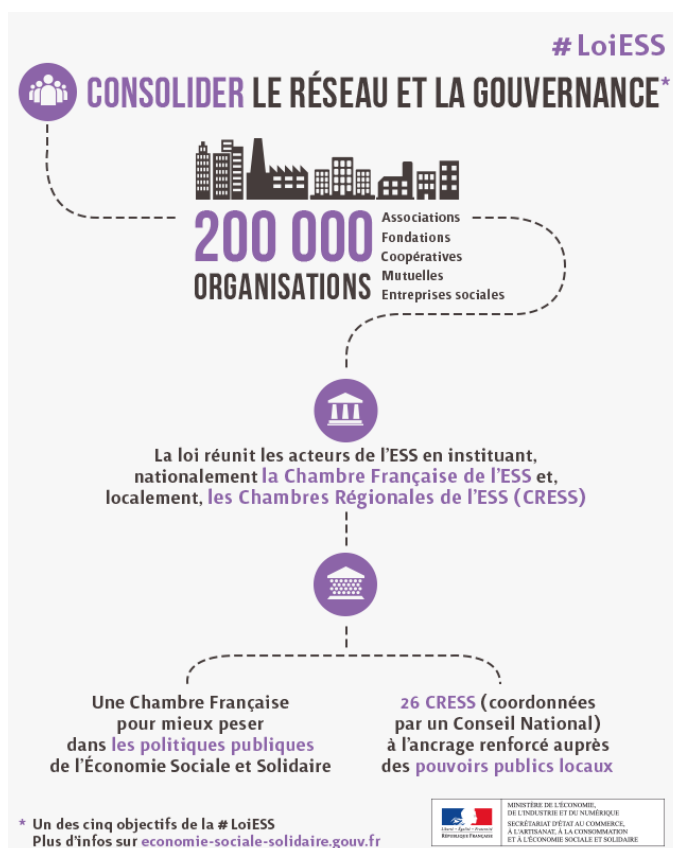 # LoiESS
CONSOLIDER LE RÉSEAU ET LA GOUVERNANCE*
200 000
ORGANISATIONS
Associations
Fondations
Coopératives
Mutuelles
Entreprises sociales
La loi réunit les acteurs de l'ESS en instituant,
nationalement la Chambre Française de l'ESS et,
localement, les Chambres Régionales de l'ESS (CRESS)
Une Chambre Française
pour mieux peser
dans les politiques publiques
de l'Économie Sociale et Solidaire
26 CRESS (coordonnées
par un Conseil National)
à l'ancrage renforcé auprès
des pouvoirs publics locaux
* Un des cinq objectifs de la # LoiESS
Plus d'infos sur economie-sociale-solidaire.gouv.fr
Liberté • Égalité • Fraternité
RÉPUBLIQUE FRANÇAISE
MINISTÈRE DE L'ÉCONOMIE,
DE L'INDUSTRIE ET DU NUMÉRIQUE
SECRÉTARIAT D'ÉTAT AU COMMERCE,
À L'ARTISANAT, À LA CONSOMMATION
ET À L'ÉCONOMIE SOCIALE ET SOLIDAIRE